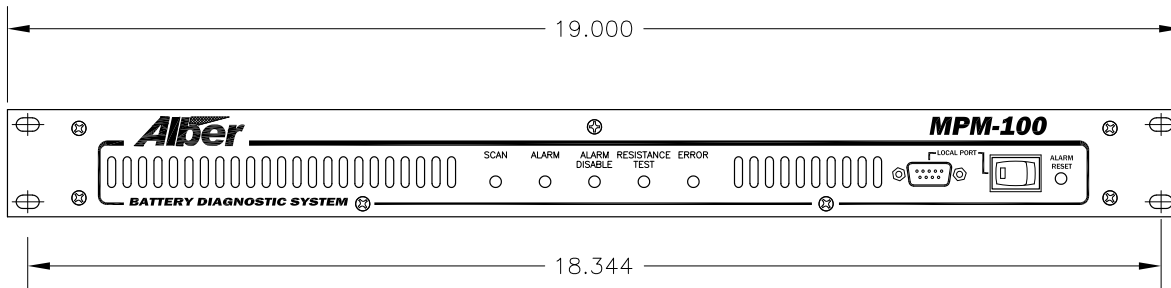 19.000
Alber
MPM-100
SCAN
ALARM
ALARM
DISABLE
RESISTANCE
TEST
ERROR
LOCAL PORT
ALARM
RESET
BATTERY DIAGNOSTIC SYSTEM
18.344